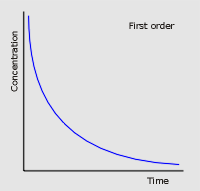 First order
Concentration
Time